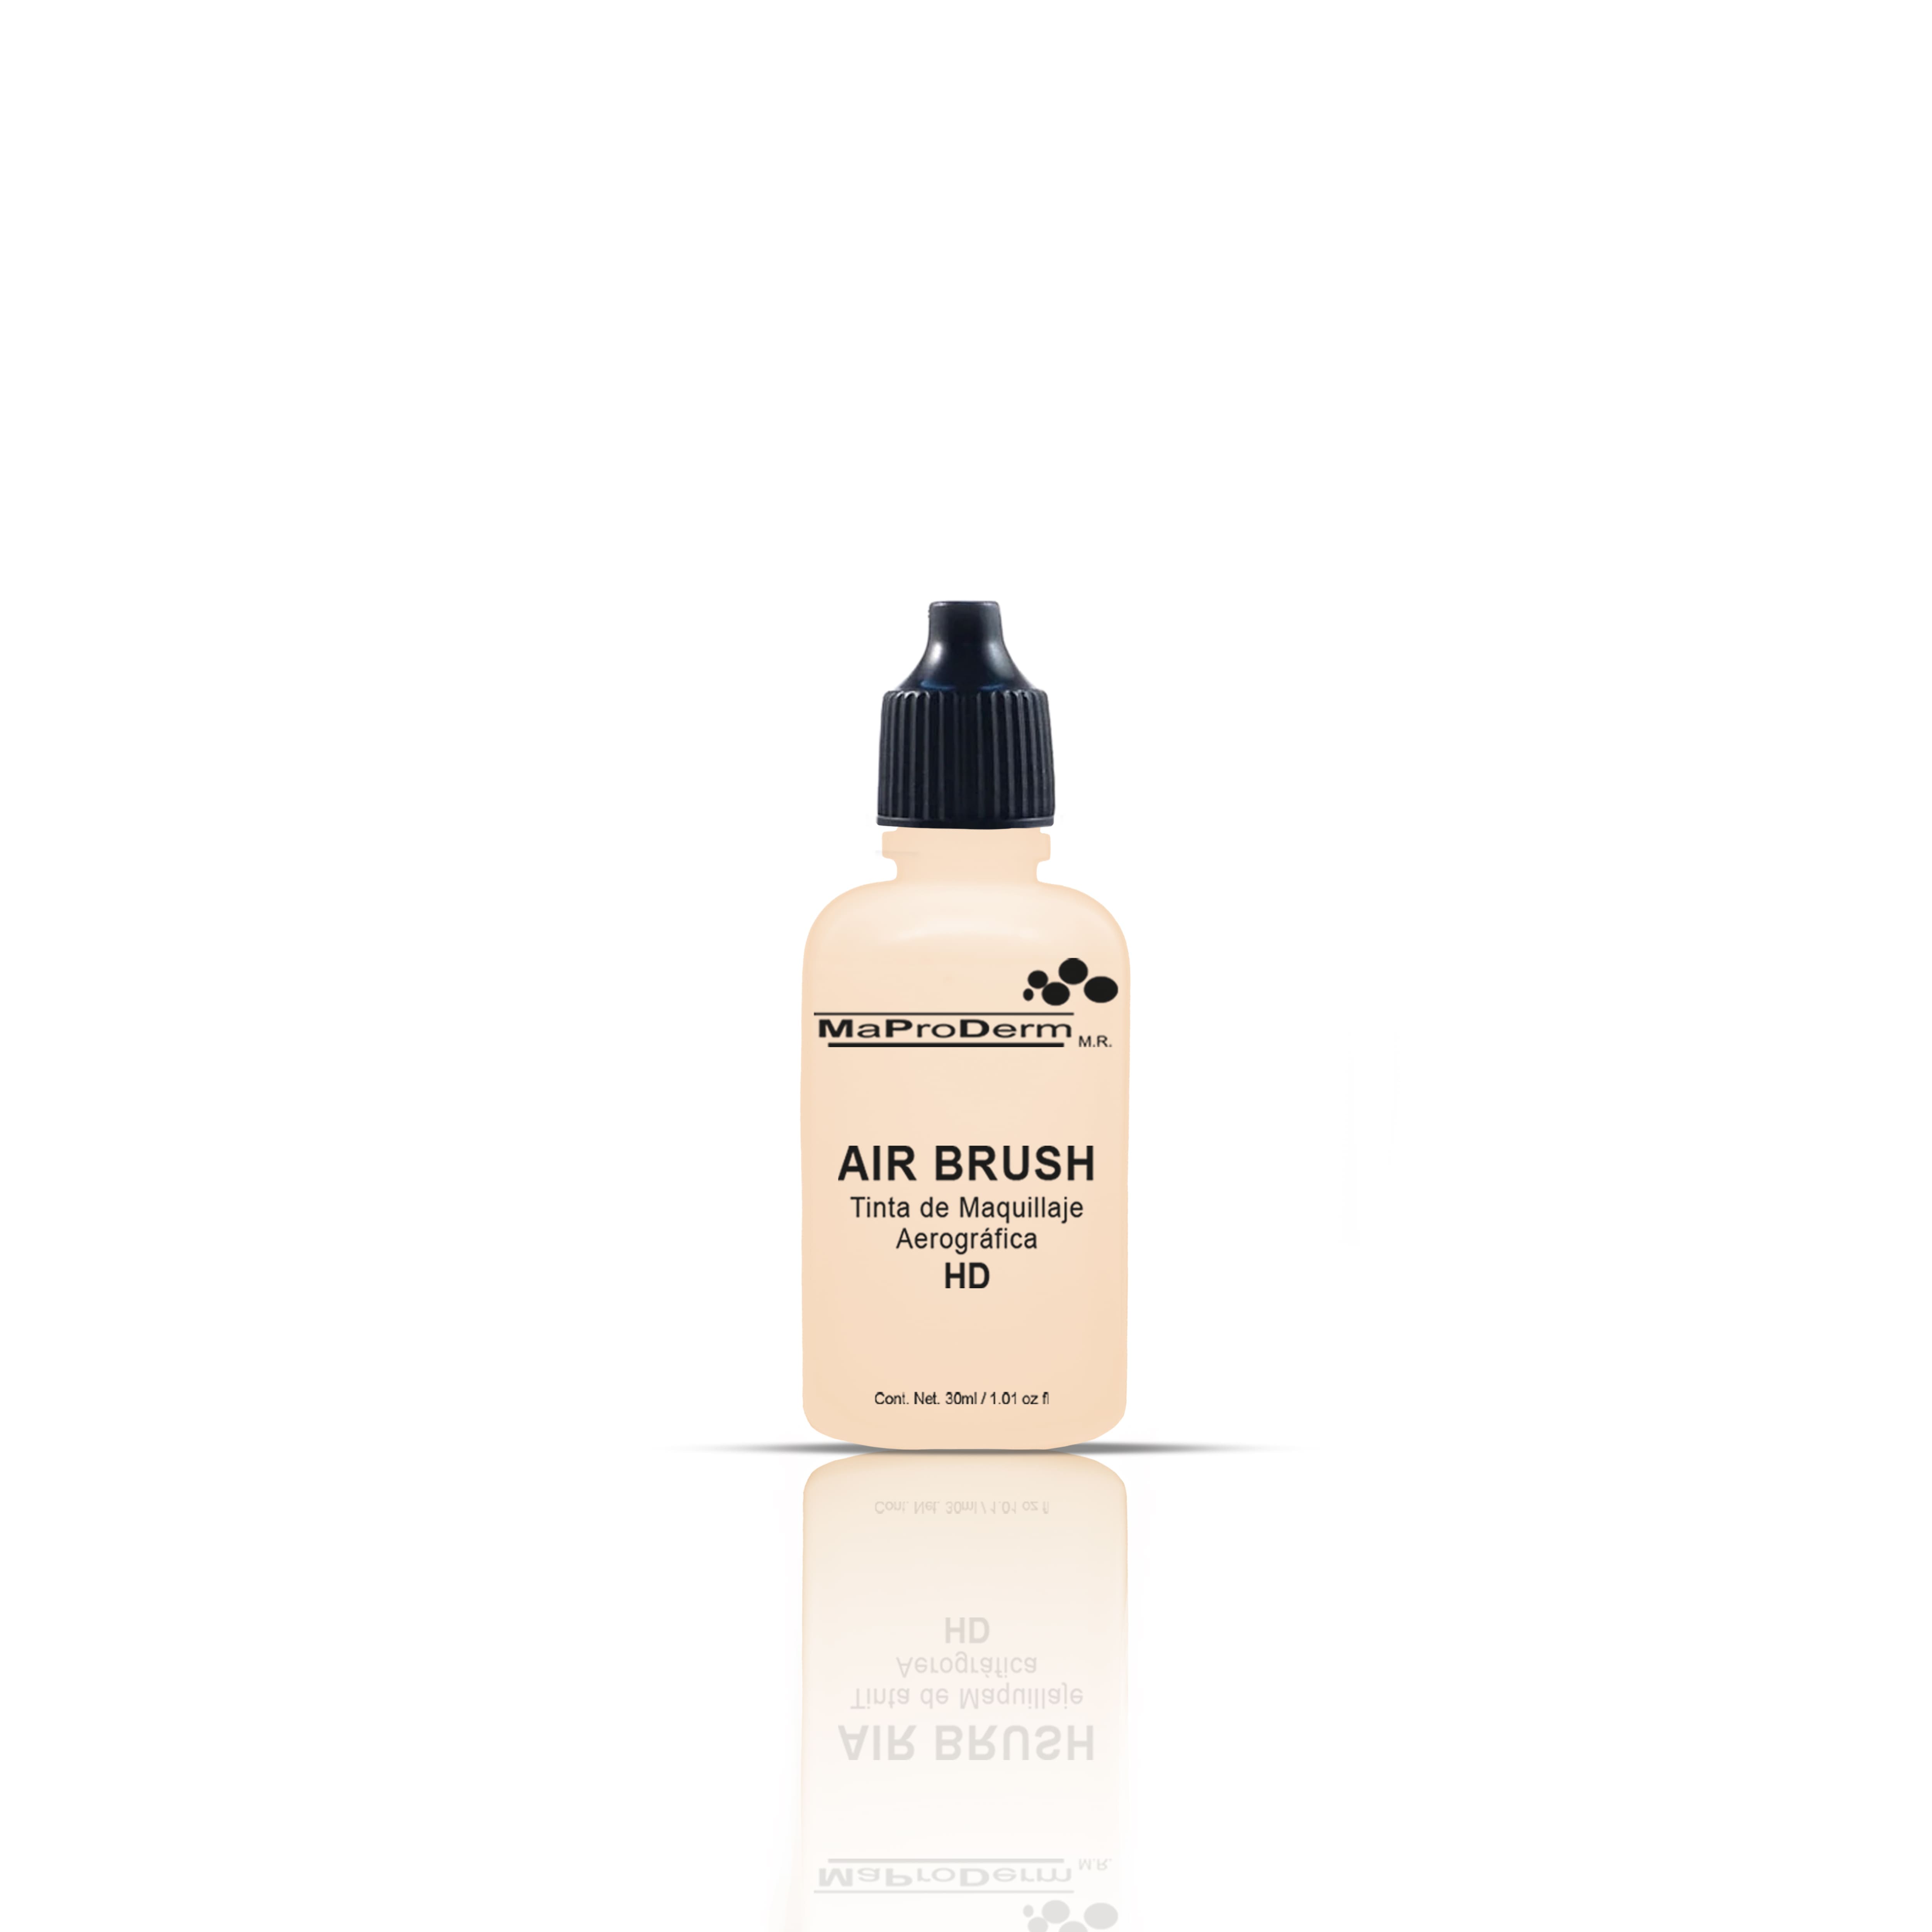 MaProDerm M.R.
AIR BRUSH
Tinta de Maquillaje
Aerográfica
HD
Cont. Net. 30ml / 1.01 oz fl